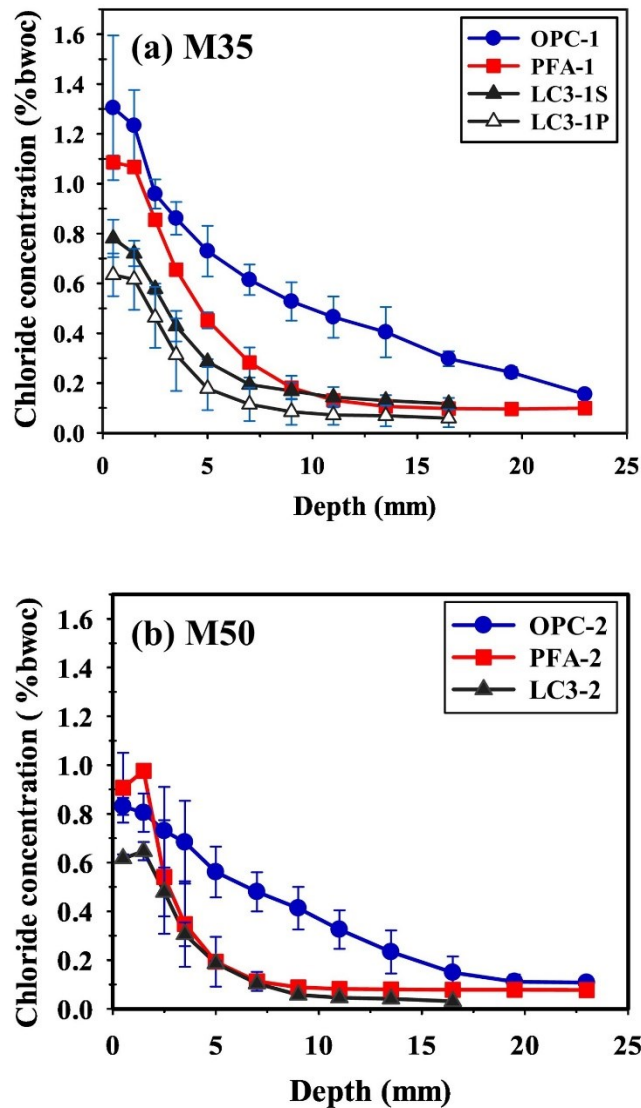 (a) M35
OPC-1
PFA-1
LC3-1S
LC3-1P
Chloride concentration (%bwoc)
1.6
1.4
1.2
1.0
0.8
0.6
0.4
0.2
0.0
0 5 10 15 20 25
Depth (mm)
(b) M50
OPC-2
PFA-2
LC3-2
Chloride concentration ( %bwoc)
1.6
1.4
1.2
1.0
0.8
0.6
0.4
0.2
0.0
0 5 10 15 20 25
Depth (mm)